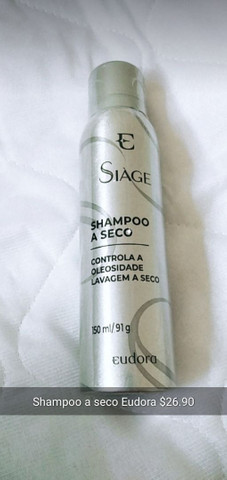 E
SIÀGE
SHAMPOO
A SECO
CONTROLA A
OLEOSIDADE
LAVAGEM A SECO
150 ml/91 g
eudora
Shampoo a seco Eudora $26.90